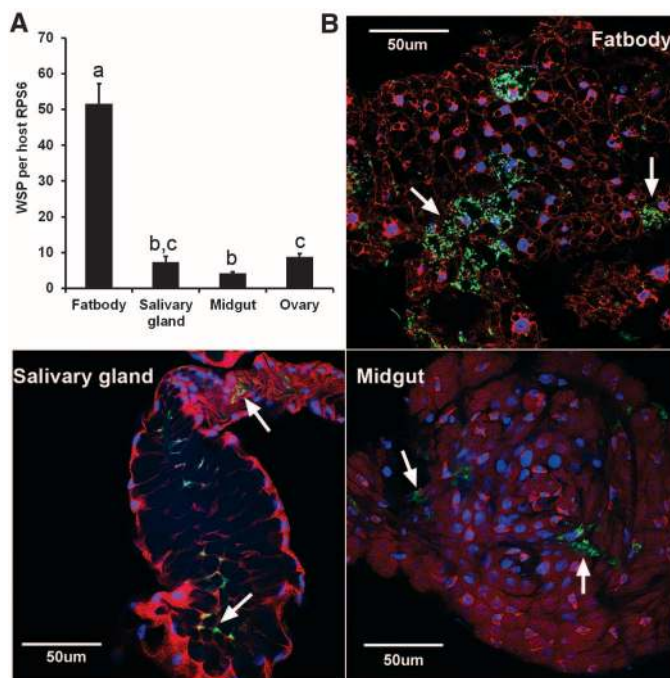 A
WSP per host RPS6
70
60
50
40
30
20
10
0
a
b,c
b
c
Fatbody
Salivary gland
Midgut
Ovary
B
50um
Fatbody
Salivary gland
50um
Midgut
50um